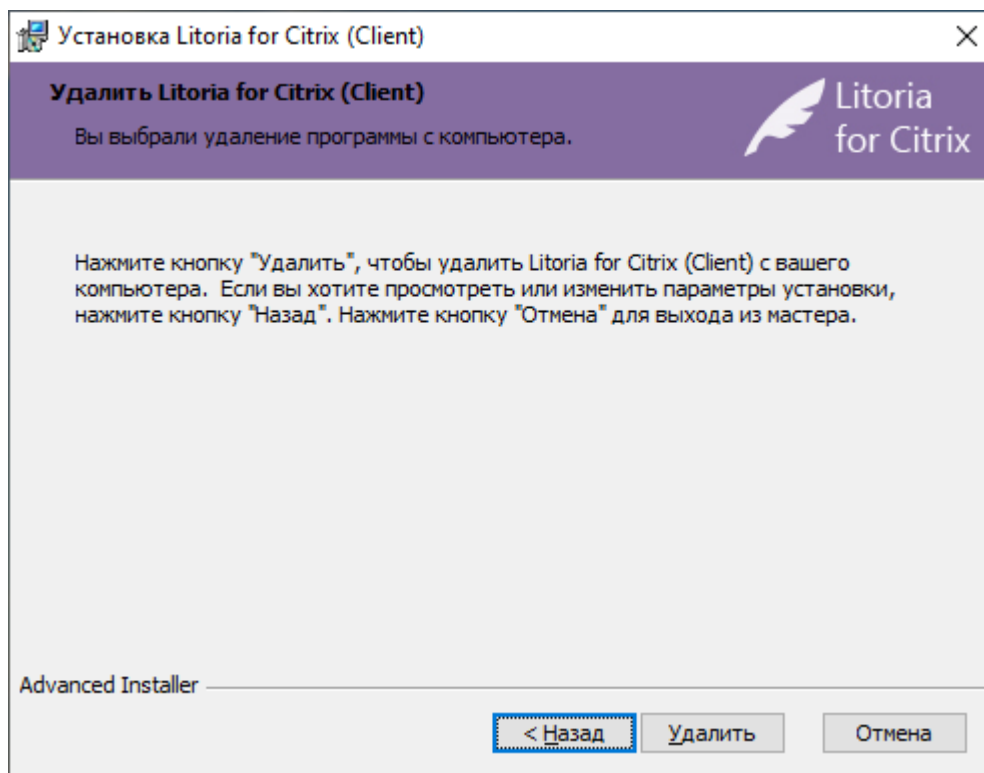 Установка Litoria for Citrix (Client)
Удалить Litoria for Citrix (Client)
Вы выбрали удаление программы с компьютера.
Litoria
for Citrix
Нажмите кнопку "Удалить", чтобы удалить Litoria for Citrix (Client) с вашего
компьютера.  Если вы хотите просмотреть или изменить параметры установки,
нажмите кнопку "Назад". Нажмите кнопку "Отмена" для выхода из мастера.
Advanced Installer
< Назад
Удалить
Отмена